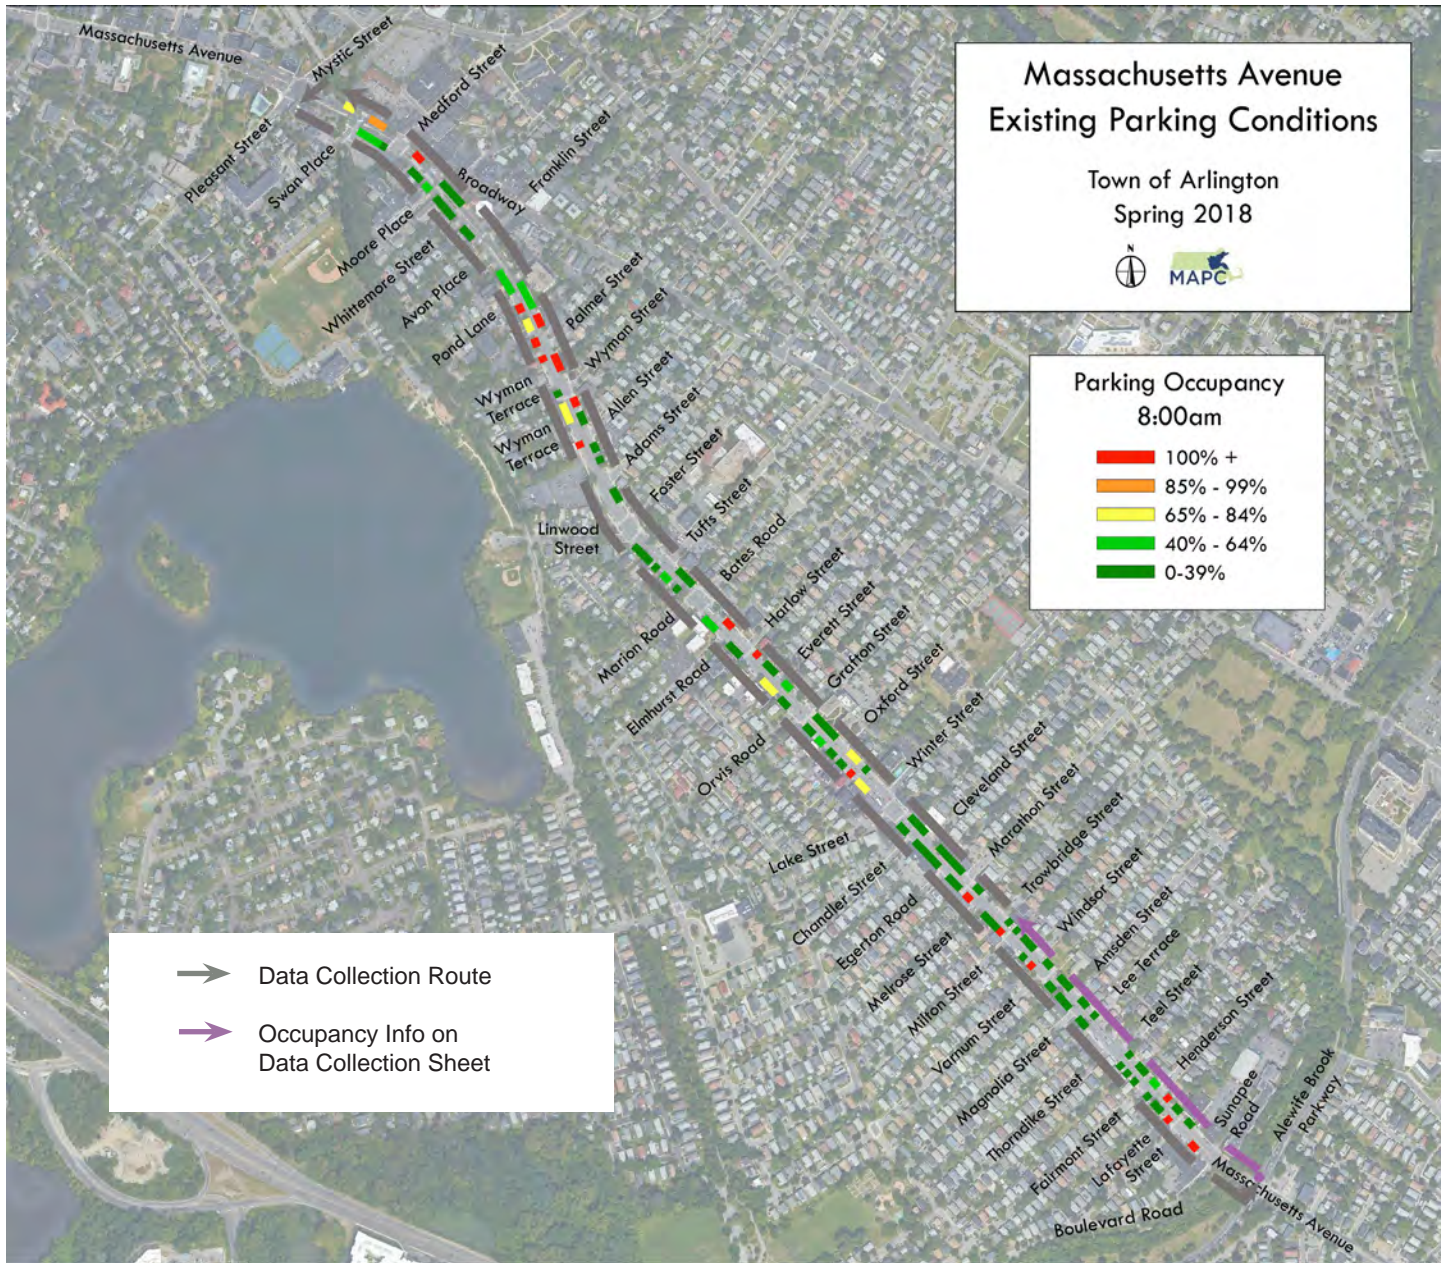 Massachusetts Avenue
Existing Parking Conditions
Town of Arlington
Spring 2018
N
MAPC
Parking Occupancy
8:00am
100% +
85% - 99%
65% - 84%
40% - 64%
0-39%
Data Collection Route
Occupancy Info on
Data Collection Sheet
Massachusetts Avenue
Mystic Street
Medford Street
Pleasant Street
Swan Place
Broadway
Franklin Street
Moore Place
Whittemore Street
Avon Place
Pond Lane
Palmer Street
Wyman Street
Wyman
Terrace
Allen Street
Wyman
Terrace
Adams Street
Foster Street
Linwood
Street
Tufts Street
Bates Road
Marion Road
Harlow Street
Everett Street
Elmhurst Road
Grafton Street
Oxford Street
Orvis Road
Winter Street
Lake Street
Cleveland Street
Marathon Street
Chandler Street
Trowbridge Street
Egerton Road
Windsor Street
Melrose Street
Amsden Street
Milton Street
Lee Terrace
Varnum Street
Teel Street
Magnolia Street
Henderson Street
Thorndike Street
Sunapee
Road
Fairmont Street
Alewife Brook
Parkway
Lafayette
Street
Boulevard Road
Massachusetts Avenue